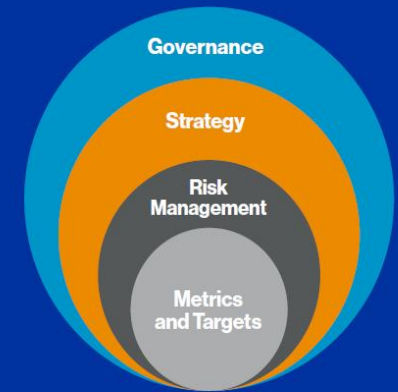 Governance
Strategy
Risk
Management
Metrics
and Targets